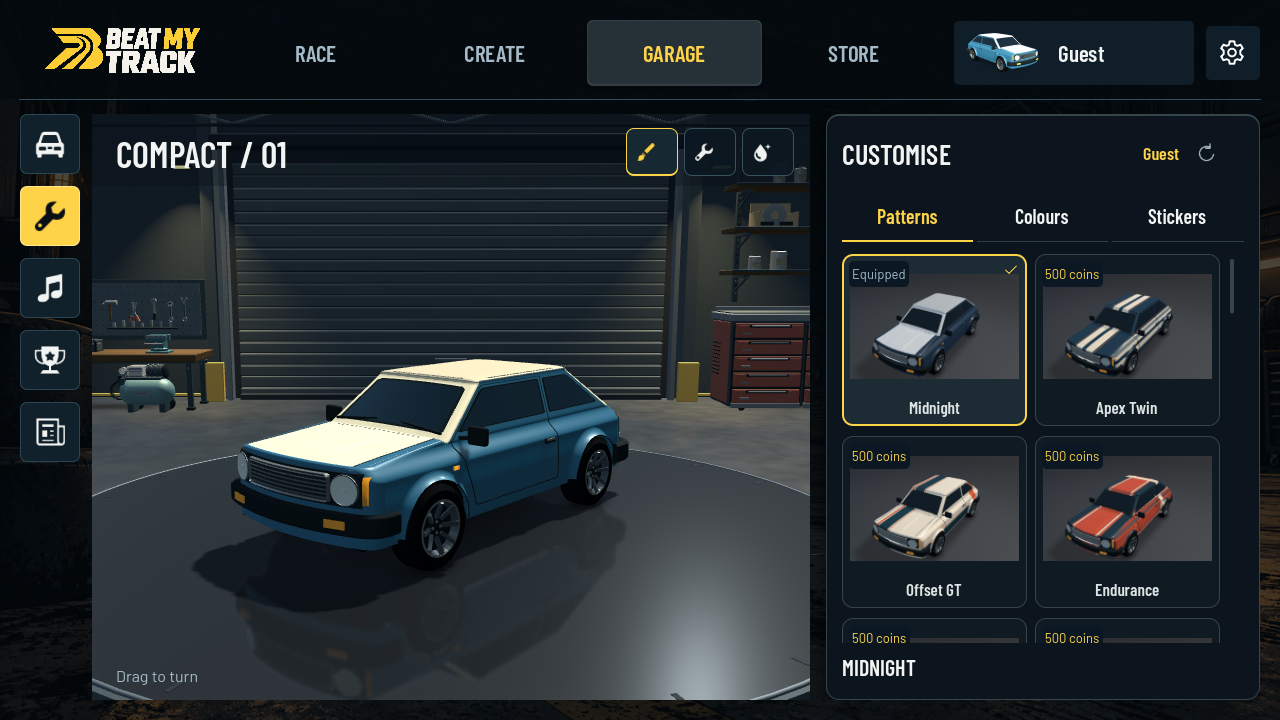 BEAT MY
TRACK
RACE
CREATE
GARAGE
STORE
Guest
COMPACT / 01
CUSTOMISE
Guest
Patterns
Colours
Stickers
Equipped
500 coins
Midnight
Apex Twin
500 coins
500 coins
Offset GT
Endurance
500 coins
500 coins
MIDNIGHT
Drag to turn